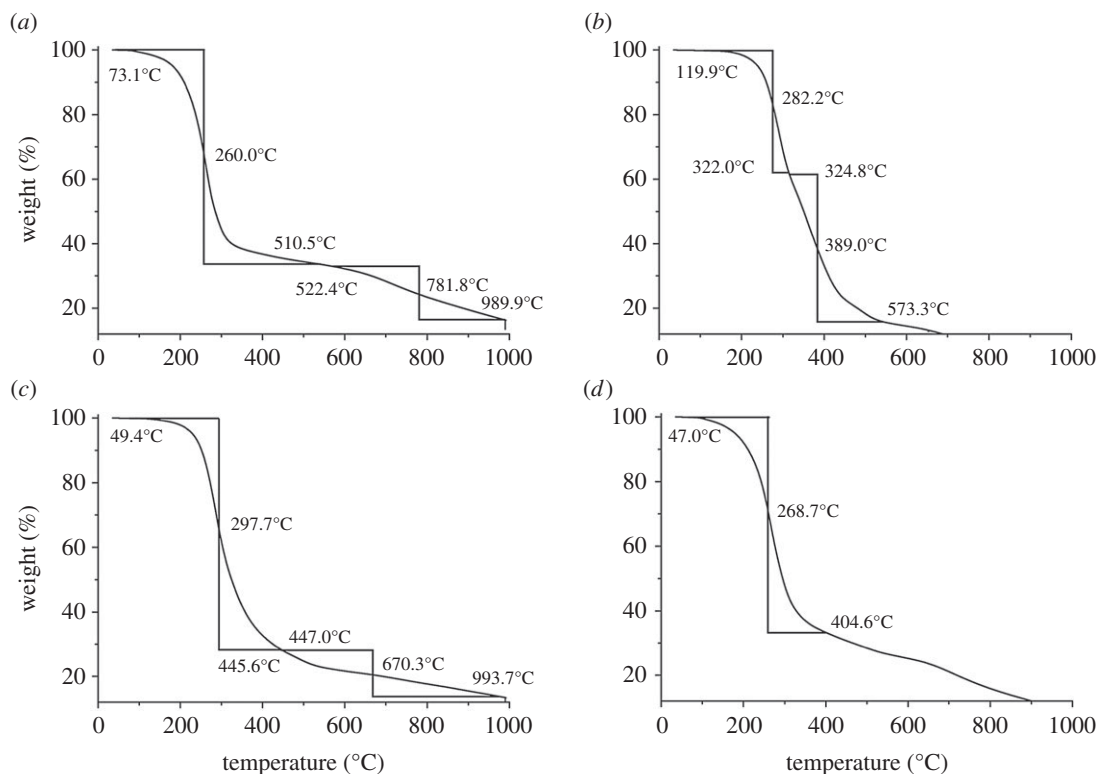 (a)
(b)
100
80
60
40
20
weight (%)
73.1°C
260.0°C
510.5°C
522.4°C
781.8°C
989.9°C
0 200 400 600 800 1000
100
80
60
40
20
119.9°C
282.2°C
322.0°C
324.8°C
389.0°C
573.3°C
0 200 400 600 800 1000
(c)
(d)
100
80
60
40
20
weight (%)
49.4°C
297.7°C
447.0°C
445.6°C
670.3°C
993.7°C
0 200 400 600 800 1000
temperature (°C)
100
80
60
40
20
47.0°C
268.7°C
404.6°C
0 200 400 600 800 1000
temperature (°C)